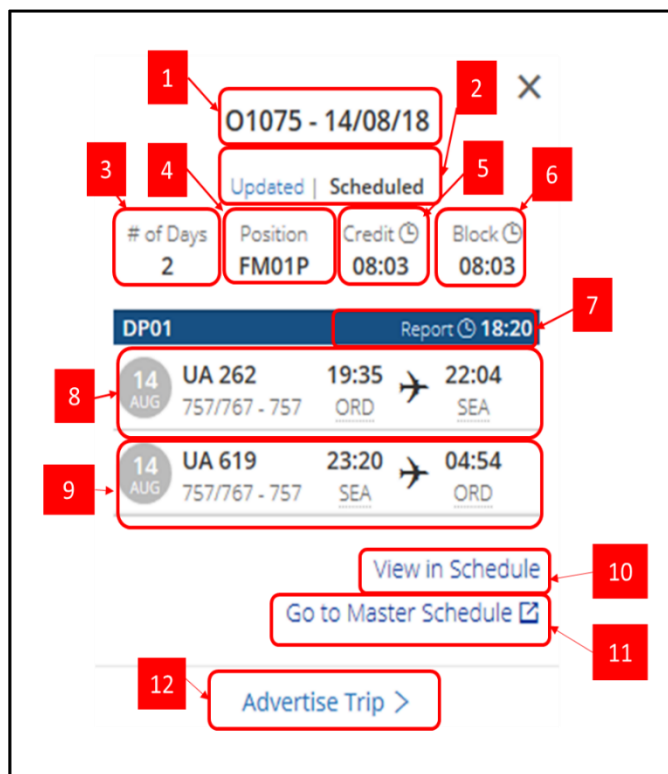 1
2
O1075 - 14/08/18
Updated | Scheduled
3
4
5
6
# of Days Position Credit Block
2 FM01P 08:03 08:03
7
DP01 Report 18:20
8
14 UA 262 19:35 22:04
AUG 757/767 - 757 ORD SEA
9
14 UA 619 23:20 04:54
AUG 757/767 - 757 SEA ORD
View in Schedule 10
Go to Master Schedule 11
12
Advertise Trip >